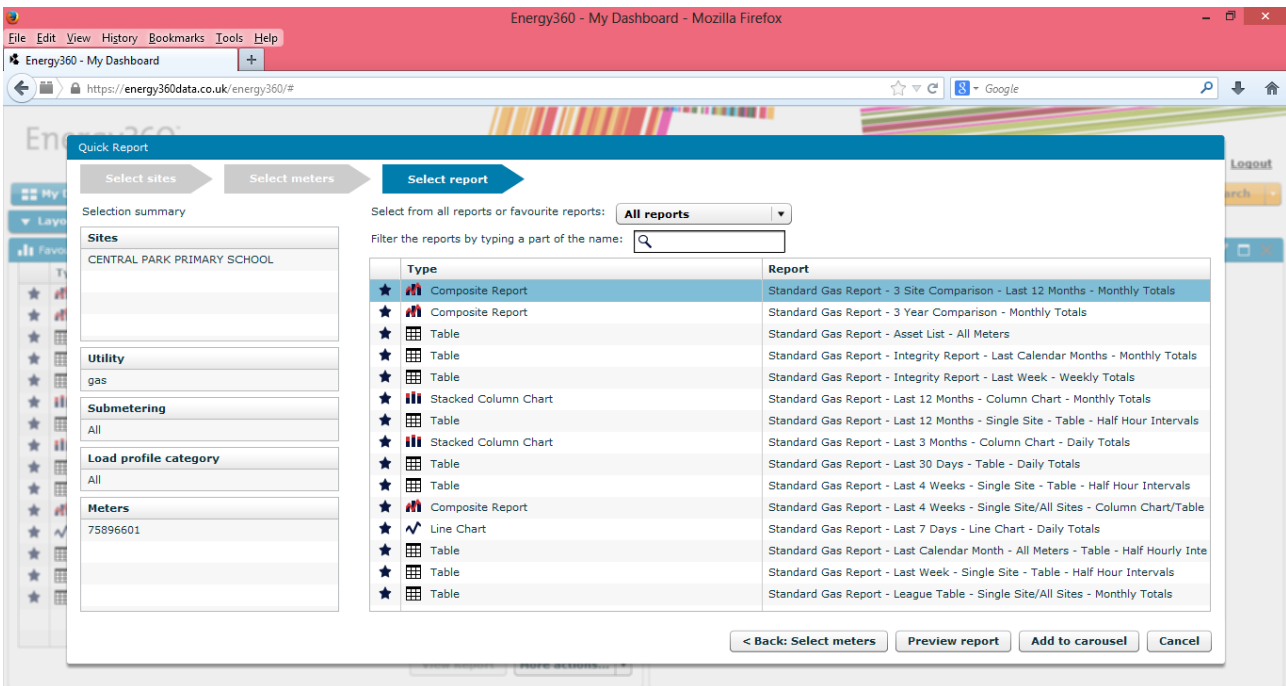 Energy360 - My Dashboard - Mozilla Firefox
File Edit View History Bookmarks Tools Help
Energy360 - My Dashboard +
https://energy360data.co.uk/energy360/#
Google
Energy360
Quick Report
Logout
Select sites Select meters Select report
Selection summary
Select from all reports or favourite reports: All reports
Filter the reports by typing a part of the name:
Sites
CENTRAL PARK PRIMARY SCHOOL
Utility
gas
Submetering
All
Load profile category
All
Meters
75896601
Type Report
Composite Report Standard Gas Report - 3 Site Comparison - Last 12 Months - Monthly Totals
Composite Report Standard Gas Report - 3 Year Comparison - Monthly Totals
Table Standard Gas Report - Asset List - All Meters
Table Standard Gas Report - Integrity Report - Last Calendar Months - Monthly Totals
Table Standard Gas Report - Integrity Report - Last Week - Weekly Totals
Stacked Column Chart Standard Gas Report - Last 12 Months - Column Chart - Monthly Totals
Table Standard Gas Report - Last 12 Months - Single Site - Table - Half Hour Intervals
Stacked Column Chart Standard Gas Report - Last 3 Months - Column Chart - Daily Totals
Table Standard Gas Report - Last 30 Days - Table - Daily Totals
Table Standard Gas Report - Last 4 Weeks - Single Site - Table - Half Hour Intervals
Composite Report Standard Gas Report - Last 4 Weeks - Single Site/All Sites - Column Chart/Table
Line Chart Standard Gas Report - Last 7 Days - Line Chart - Daily Totals
Table Standard Gas Report - Last Calendar Month - All Meters - Table - Half Hourly Inte
Table Standard Gas Report - Last Week - Single Site - Table - Half Hour Intervals
Table Standard Gas Report - League Table - Single Site/All Sites - Monthly Totals
< Back: Select meters Preview report Add to carousel Cancel
View Report More actions...